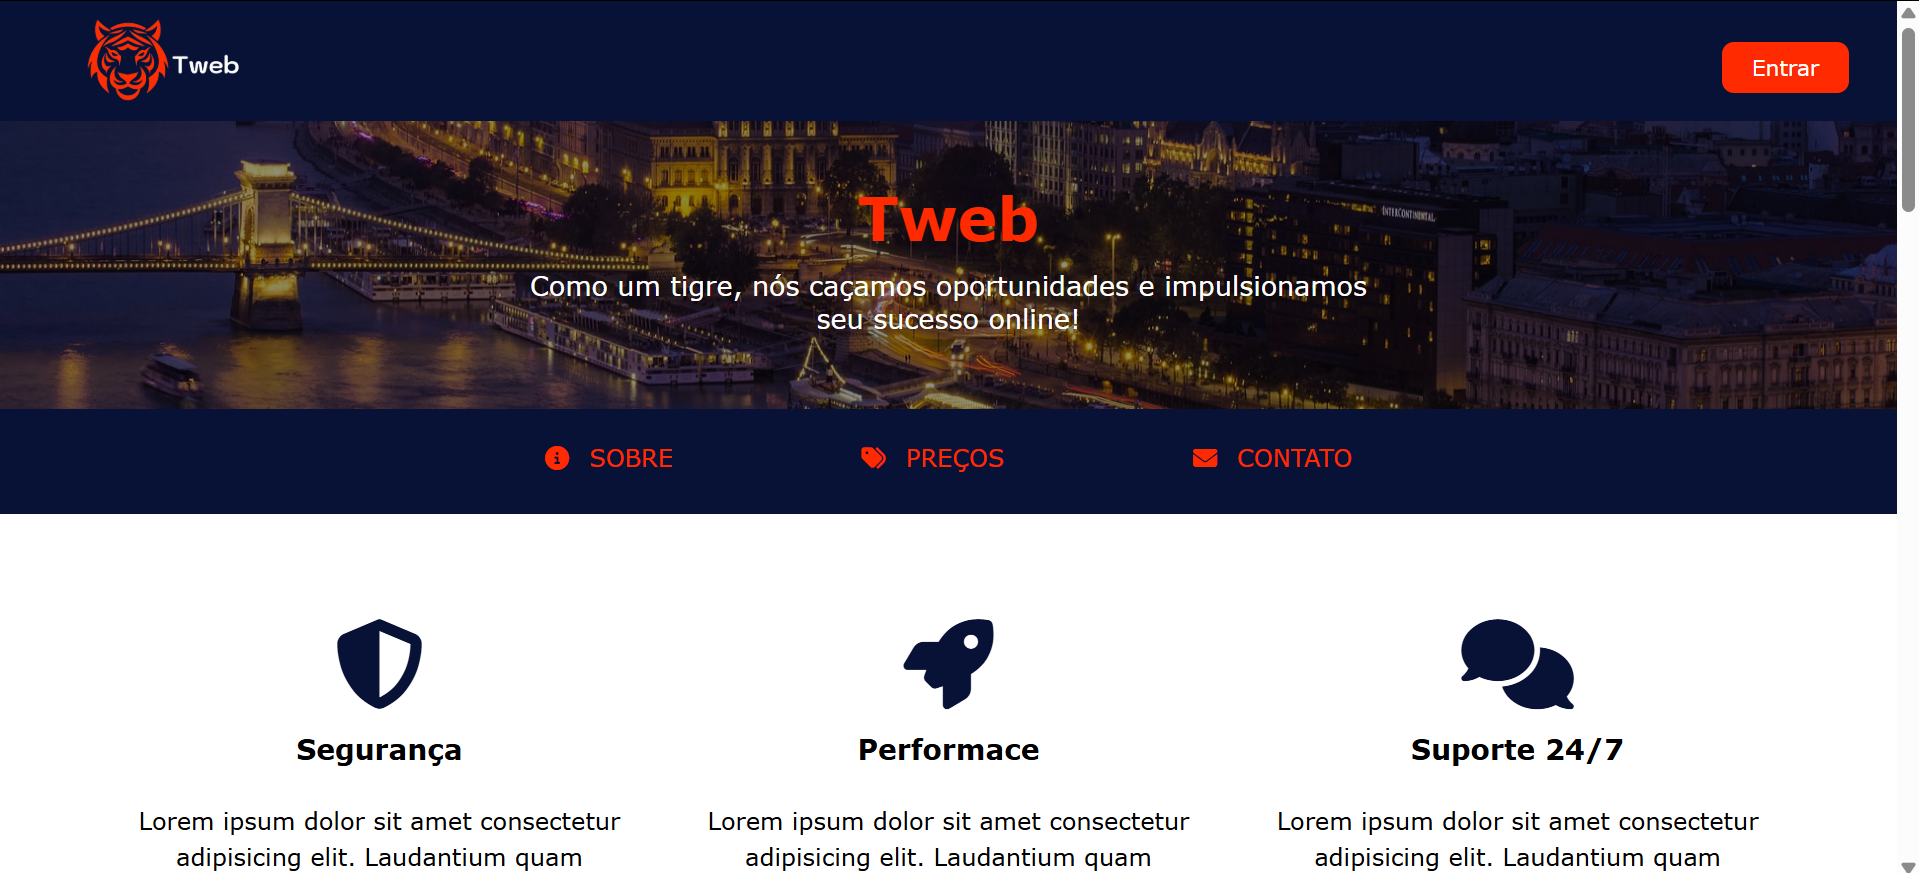 Tweb
Entrar
Tweb
INTERCONTINENTAL
Como um tigre, nós caçamos oportunidades e impulsionamos
seu sucesso online!
SOBRE
PREÇOS
CONTATO
Segurança
Performace
Suporte 24/7
Lorem ipsum dolor sit amet consectetur
adipisicing elit. Laudantium quam
Lorem ipsum dolor sit amet consectetur
adipisicing elit. Laudantium quam
Lorem ipsum dolor sit amet consectetur
adipisicing elit. Laudantium quam